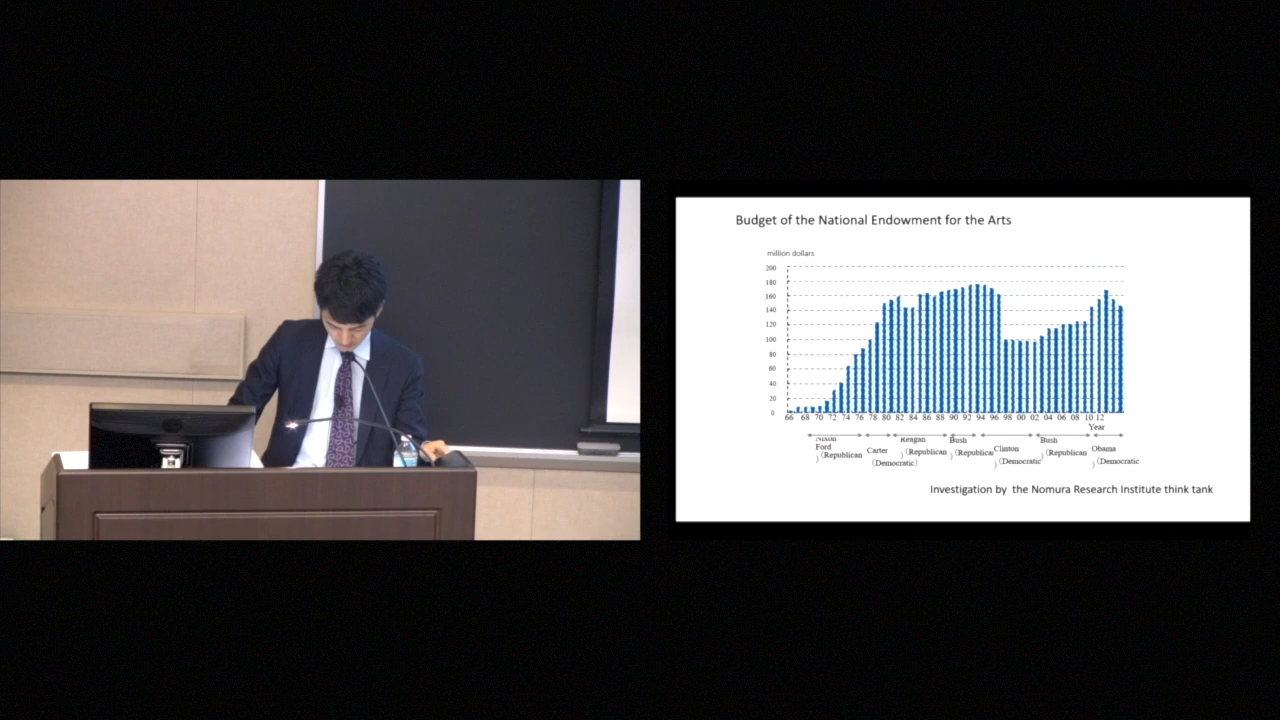 Budget of the National Endowment for the Arts
million dollars
200
180
160
140
120
100
80
60
40
20
0
66 68 70 72 74 76 78 80 82 84 86 88 90 92 94 96 98 00 02 04 06 08 10 12
Year
Nixon Reagan Bush Bush
Ford
Carter Clinton Obama
)（Republican )（Republican )（Republica )（Republican
（Democratic） )（Democratic )（Democratic
Investigation by the Nomura Research Institute think tank